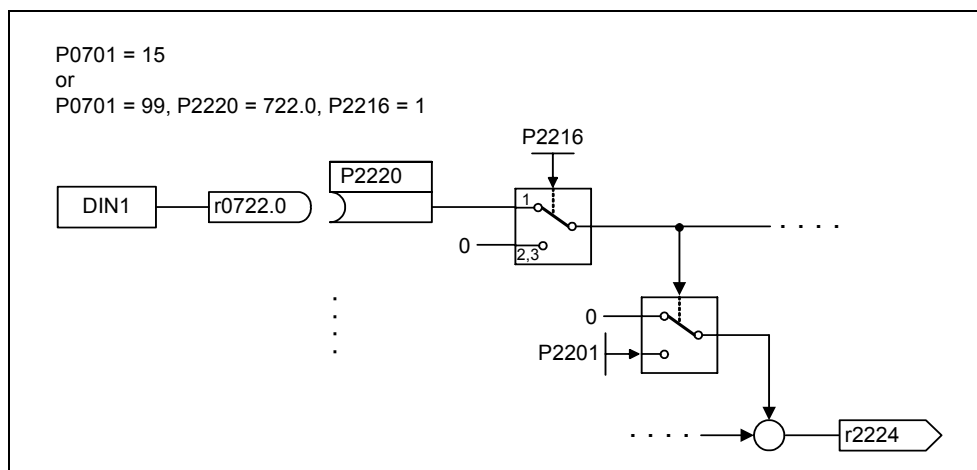 P0701 = 15
or
P0701 = 99, P2220 = 722.0, P2216 = 1
P2216
P2220
DIN1
r0722.0
1
0
2,3
0
P2201
r2224